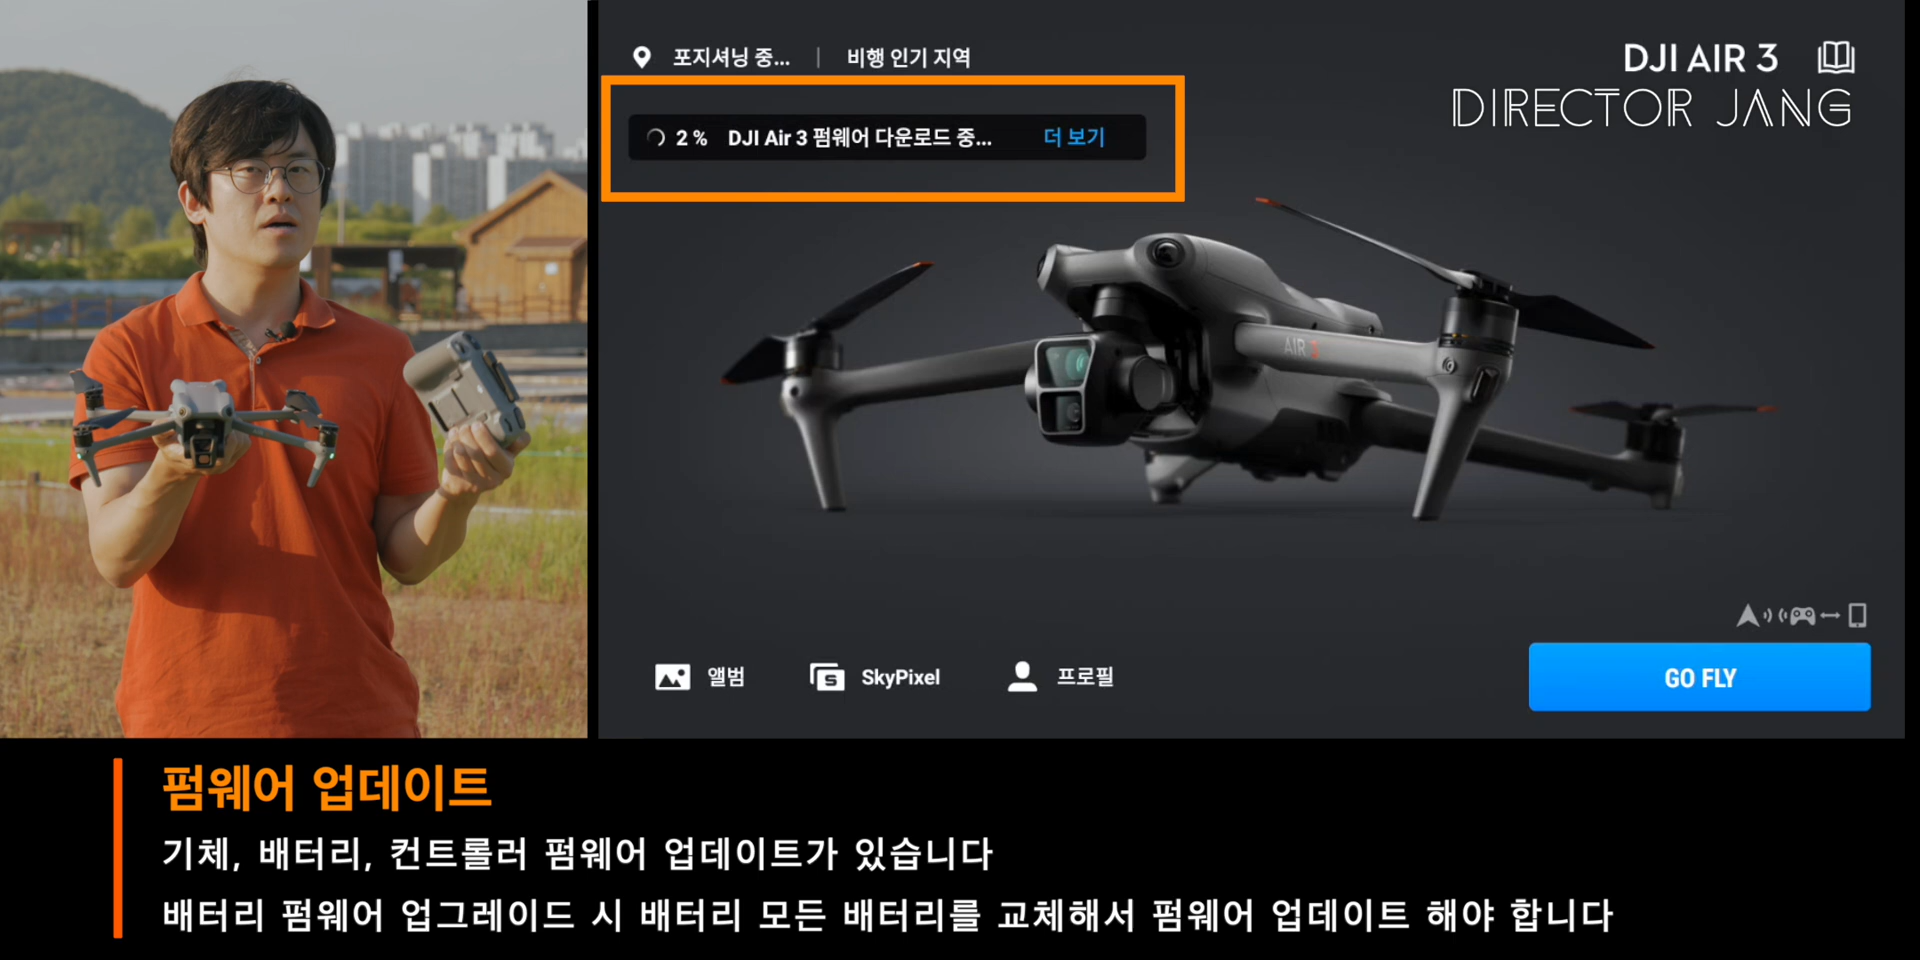 포지셔닝 중... | 비행 인기 지역
DJI AIR 3
DIRECTOR JANG
2 % DJI Air 3 펌웨어 다운로드 중... 더 보기
AIR 3
앨범 SkyPixel 프로필
GO FLY
펌웨어 업데이트
기체, 배터리, 컨트롤러 펌웨어 업데이트가 있습니다
배터리 펌웨어 업그레이드 시 배터리 모든 배터리를 교체해서 펌웨어 업데이트 해야 합니다